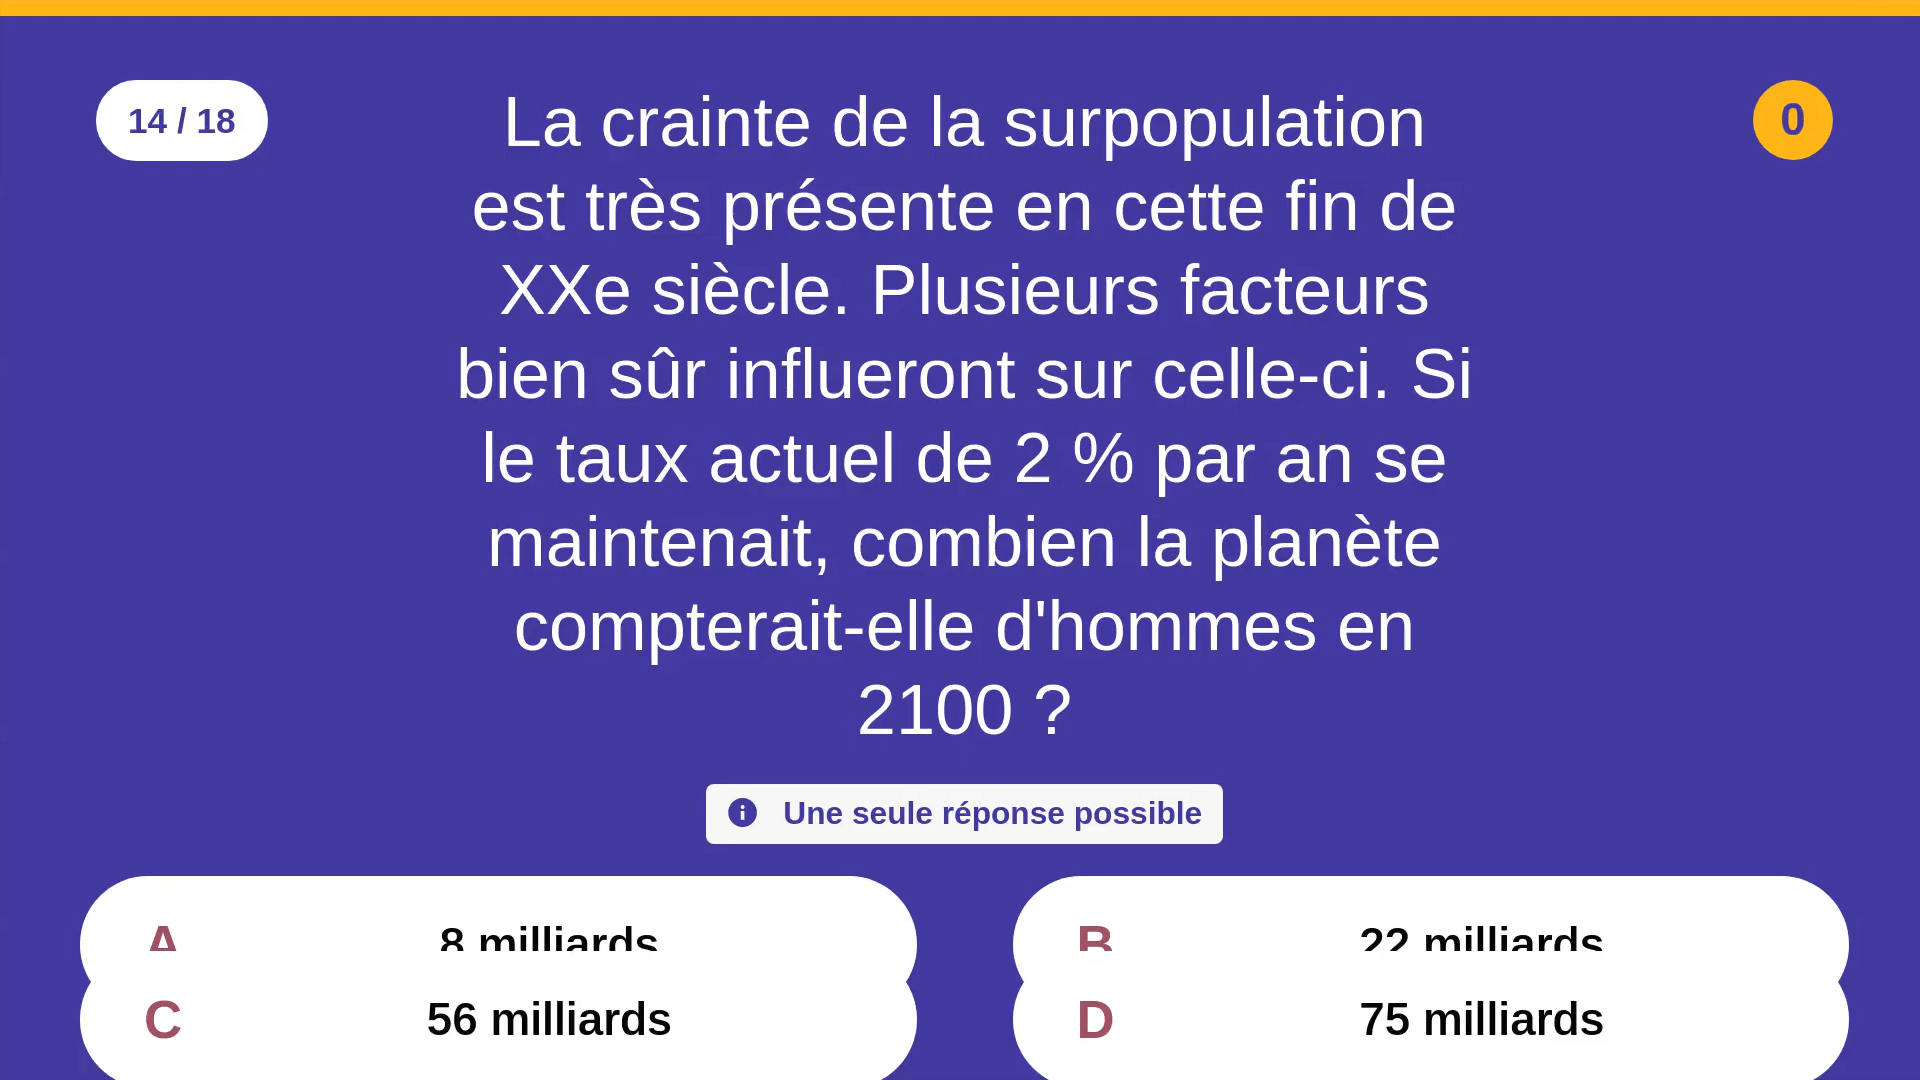 14 / 18
0
La crainte de la surpopulation
est très présente en cette fin de
XXe siècle. Plusieurs facteurs
bien sûr influeront sur celle-ci. Si
le taux actuel de 2 % par an se
maintenait, combien la planète
compterait-elle d'hommes en
2100 ?
Une seule réponse possible
A 8 milliards
B 22 milliards
C 56 milliards
D 75 milliards